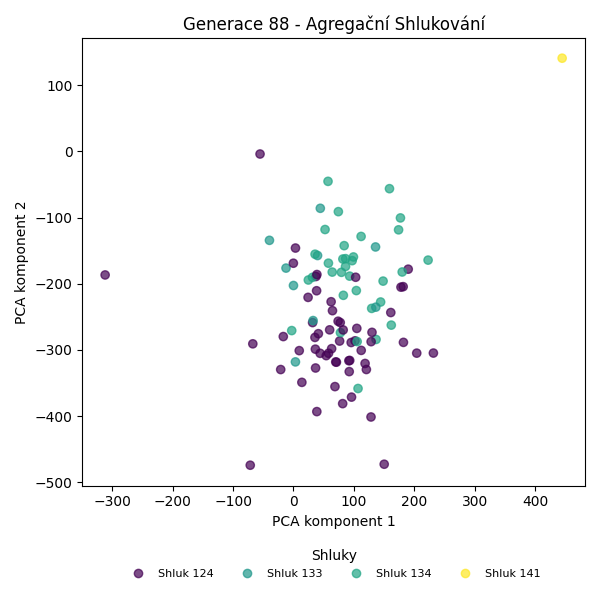 Generace 88 - Agregační Shlukování
100
0
−100
−200
−300
−400
−500
PCA komponent 2
−300
−200
−100
0
100
200
300
400
PCA komponent 1
Shluky
Shluk 124
Shluk 133
Shluk 134
Shluk 141